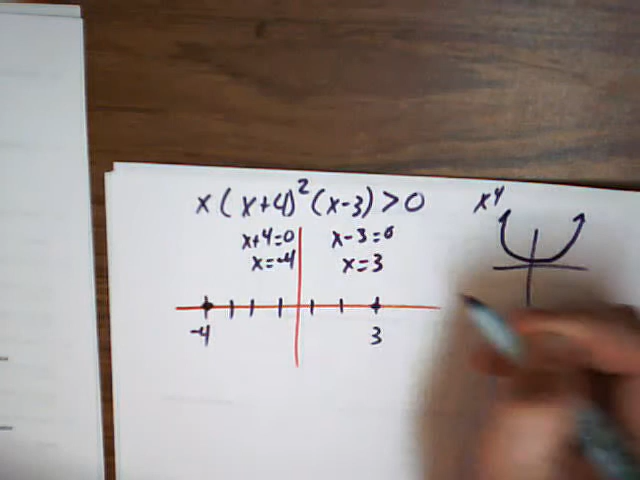 x(x+4)²(x-3)>0
x⁴
x+4=0 x-3=0
x=-4 x=3
-4 3